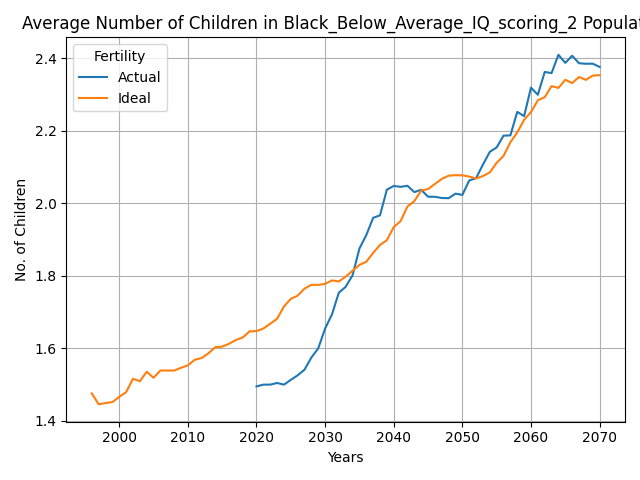 Average Number of Children in Black_Below_Average_IQ_scoring_2 Populat
Fertility
Actual
Ideal
No. of Children
2.4
2.2
2.0
1.8
1.6
1.4
2000 2010 2020 2030 2040 2050 2060 2070
Years